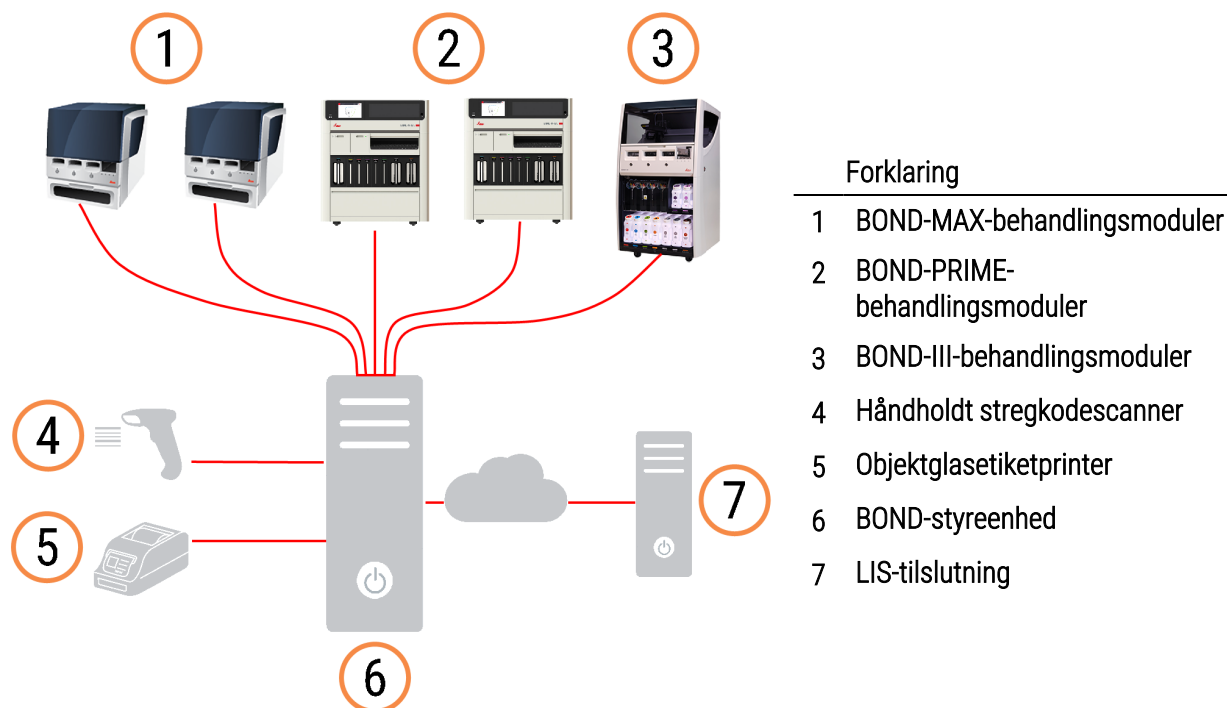 1
2
3
4
5
6
7
Forklaring
1 BOND-MAX-behandlingsmoduler
2 BOND-PRIME-
behandlingsmoduler
3 BOND-III-behandlingsmoduler
4 Håndholdt stregkodescanner
5 Objektglasetiketprinter
6 BOND-styreenhed
7 LIS-tilslutning